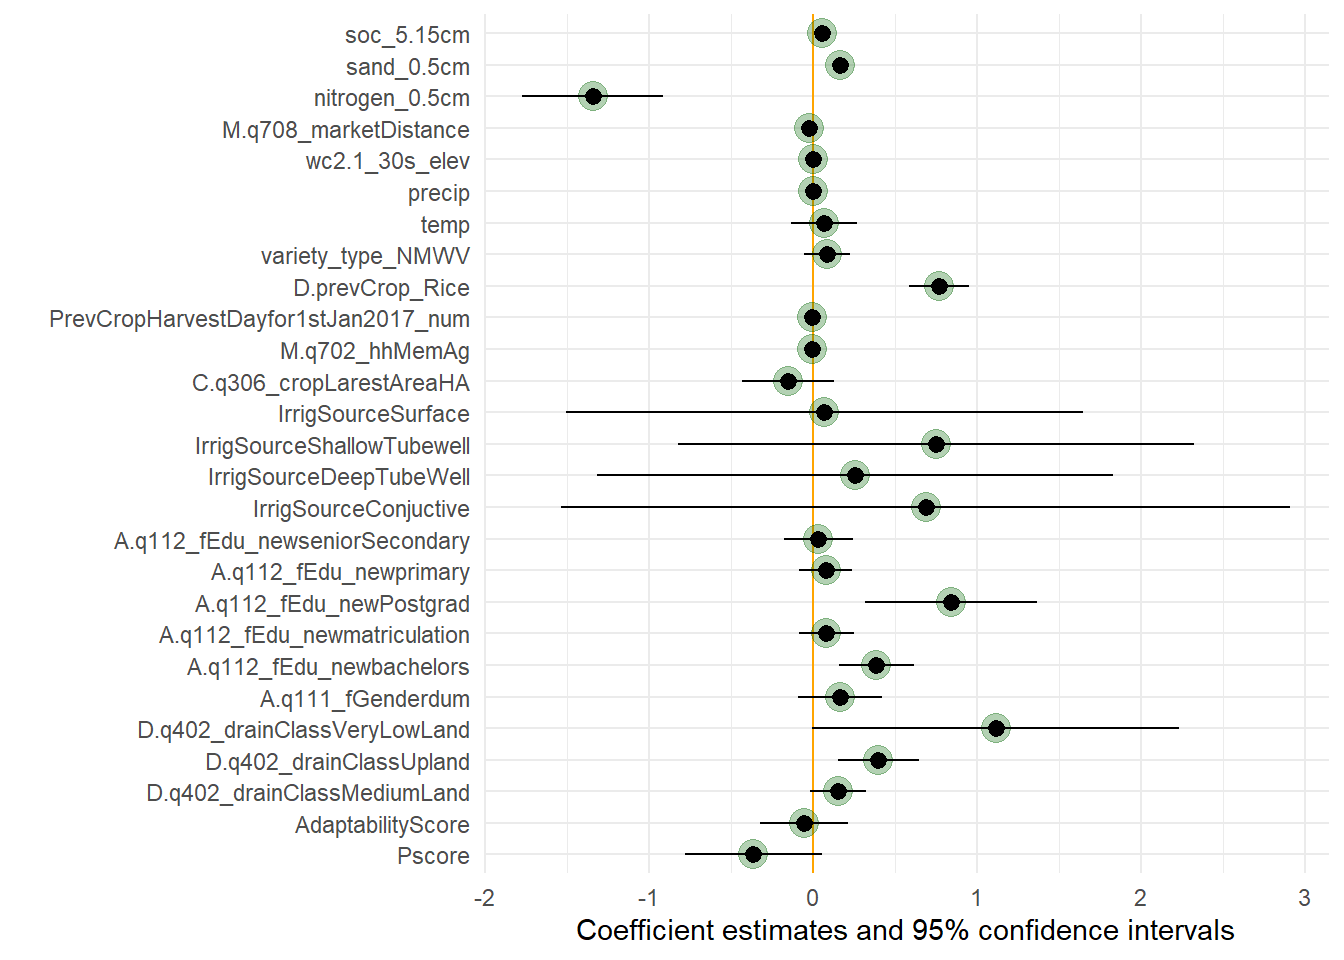 soc_5.15cm
sand_0.5cm
nitrogen_0.5cm
M.q708_marketDistance
wc2.1_30s_elev
precip
temp
variety_type_NMWV
D.prevCrop_Rice
PrevCropHarvestDayfor1stJan2017_num
M.q702_hhMemAg
C.q306_cropLarestAreaHA
IrrigSourceSurface
IrrigSourceShallowTubewell
IrrigSourceDeepTubeWell
IrrigSourceConjuctive
A.q112_fEdu_newseniorSecondary
A.q112_fEdu_newprimary
A.q112_fEdu_newPostgrad
A.q112_fEdu_newmatriculation
A.q112_fEdu_newbachelors
A.q111_fGenderdum
D.q402_drainClassVeryLowLand
D.q402_drainClassUpland
D.q402_drainClassMediumLand
AdaptabilityScore
Pscore
-2 -1 0 1 2 3
Coefficient estimates and 95% confidence intervals